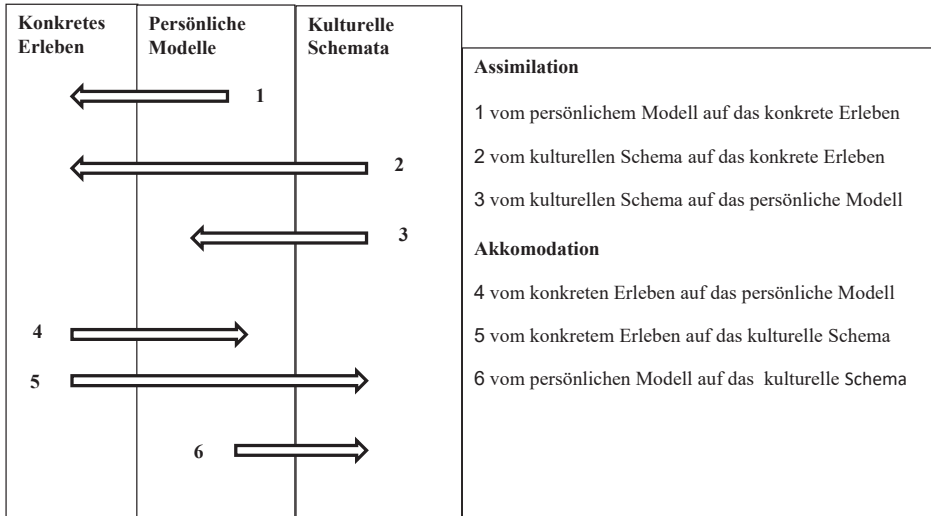 Konkretes
Erleben
Persönliche
Modelle
Kulturelle
Schemata
1
2
3
4
5
6
Assimilation
1 vom persönlichem Modell auf das konkrete Erleben
2 vom kulturellen Schema auf das konkrete Erleben
3 vom kulturellen Schema auf das persönliche Modell
Akkomodation
4 vom konkreten Erleben auf das persönliche Modell
5 vom konkretem Erleben auf das kulturelle Schema
6 vom persönlichen Modell auf das kulturelle Schema